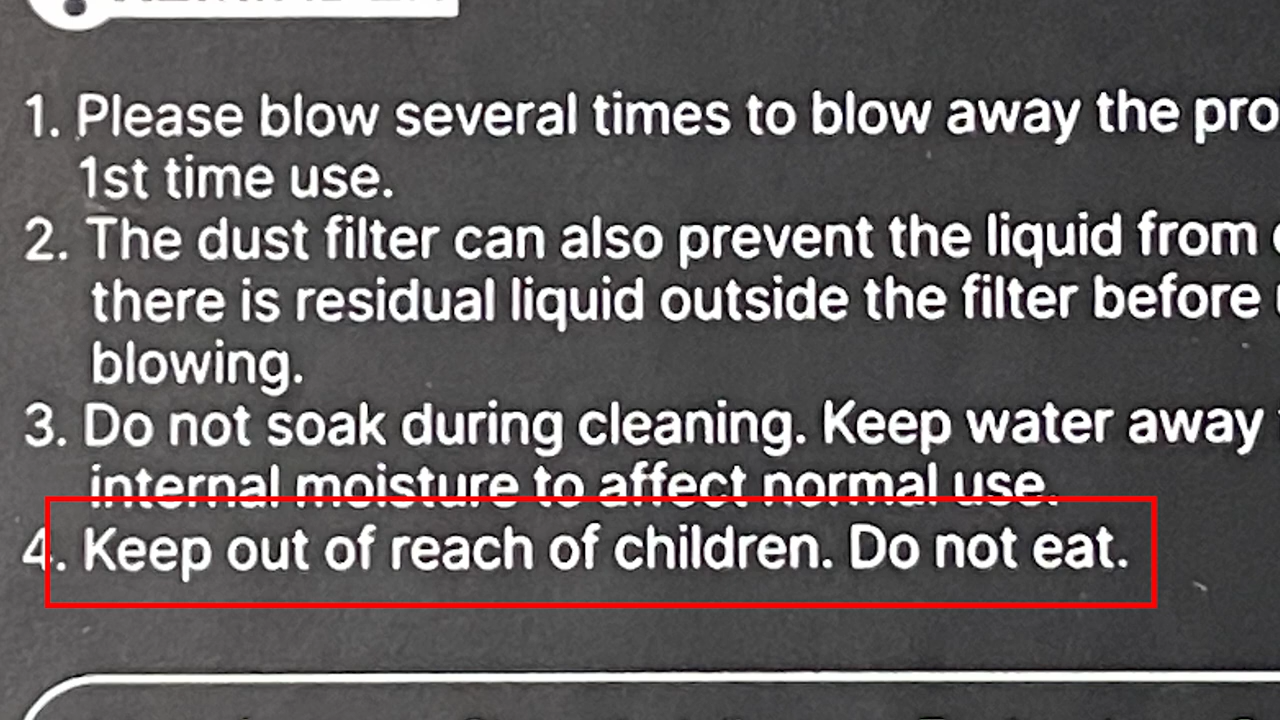 1. Please blow several times to blow away the pro
1st time use.
2. The dust filter can also prevent the liquid from
there is residual liquid outside the filter before
blowing.
3. Do not soak during cleaning. Keep water away
internal moisture to affect normal use.
4. Keep out of reach of children. Do not eat.